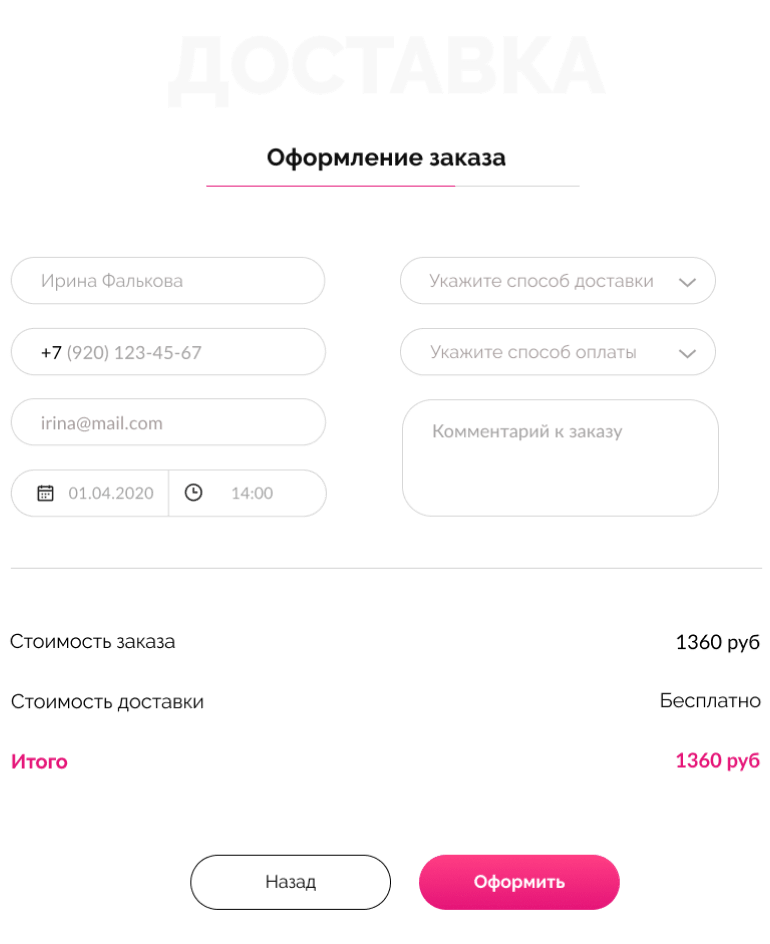 ДОСТАВКА
Оформление заказа
Ирина Фалькова
+7 (920) 123-45-67
irina@mail.com
01.04.2020 14:00
Укажите способ доставки
Укажите способ оплаты
Комментарий к заказу
Стоимость заказа 1360 руб
Стоимость доставки Бесплатно
Итого 1360 руб
Назад Оформить